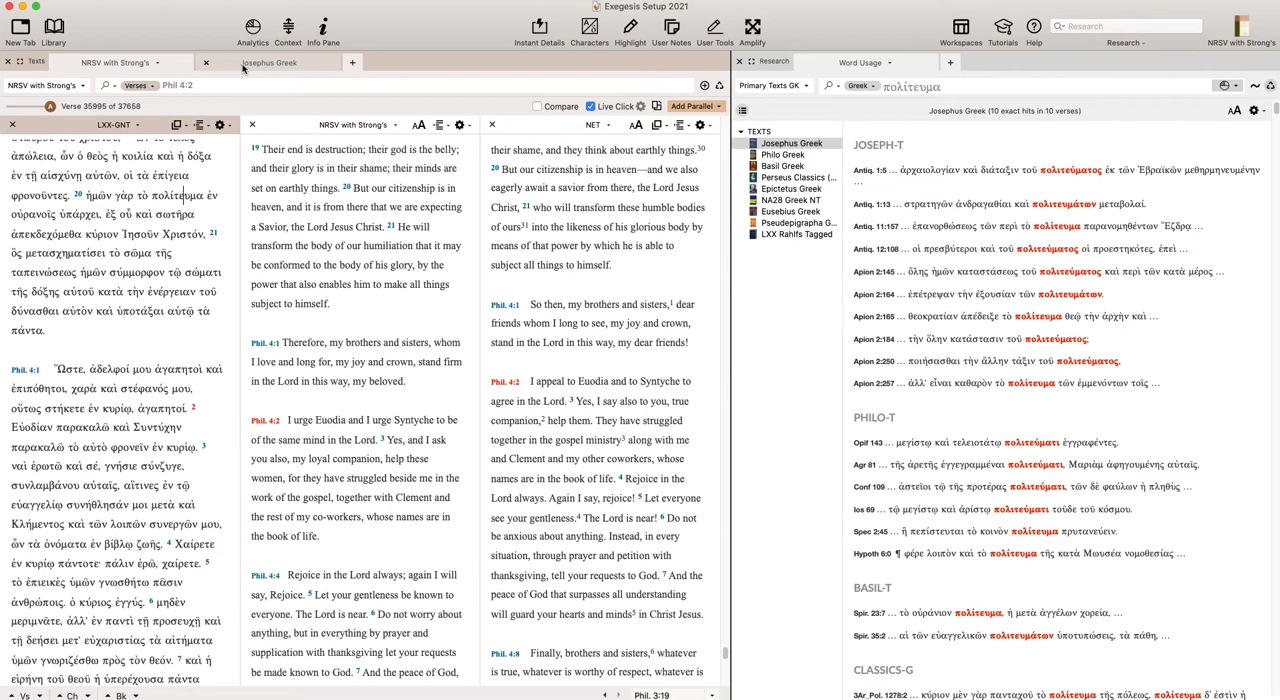 Exegesis Setup 2021
New Tab
Library
Analytics
Context
Info Pane
Instant Details
Characters
Highlight
User Notes
User Tools
Amplify
Workspaces
Tutorials
Help
Research
Research
NRSV with Strong's
Texts
NRSV with Strong's
Josephus Greek
Research
Word Usage
NRSV with Strong's
Verses
Phil 4:2
Primary Texts GK
Greek
πολίτευμα
A
Verse 35995 of 37658
Compare
Live Click
Add Parallel
Josephus Greek (10 exact hits in 10 verses)
LXX-GNT
NRSV with Strong's
NET
ἀπώλεια, ὧν ὁ θεὸς ἡ κοιλία καὶ ἡ δόξα
ἐν τῇ αἰσχύνῃ αὐτῶν, οἱ τὰ ἐπίγεια
φρονοῦντες. 20 ἡμῶν γὰρ τὸ πολίτευμα ἐν
οὐρανοῖς ὑπάρχει, ἐξ οὗ καὶ σωτῆρα
ἀπεκδεχόμεθα κύριον Ἰησοῦν Χριστόν, 21
ὃς μετασχηματίσει τὸ σῶμα τῆς
ταπεινώσεως ἡμῶν σύμμορφον τῷ σώματι
τῆς δόξης αὐτοῦ κατὰ τὴν ἐνέργειαν τοῦ
δύνασθαι αὐτὸν καὶ ὑποτάξαι αὐτῷ τὰ
πάντα.
Phil. 4:1 Ὥστε, ἀδελφοί μου ἀγαπητοὶ καὶ
ἐπιπόθητοι, χαρὰ καὶ στέφανός μου,
οὕτως στήκετε ἐν κυρίῳ, ἀγαπητοί. 2
Εὐοδίαν παρακαλῶ καὶ Συντύχην
παρακαλῶ τὸ αὐτὸ φρονεῖν ἐν κυρίῳ. 3
ναὶ ἐρωτῶ καὶ σέ, γνήσιε σύζυγε,
συλλαμβάνου αὐταῖς, αἵτινες ἐν τῷ
εὐαγγελίῳ συνήθλησάν μοι μετὰ καὶ
Κλήμεντος καὶ τῶν λοιπῶν συνεργῶν μου,
ὧν τὰ ὀνόματα ἐν βίβλῳ ζωῆς. 4 Χαίρετε
ἐν κυρίῳ πάντοτε· πάλιν ἐρῶ, χαίρετε. 5
τὸ ἐπιεικὲς ὑμῶν γνωσθήτω πᾶσιν
ἀνθρώποις. ὁ κύριος ἐγγύς. 6 μηδὲν
μεριμνᾶτε, ἀλλ᾽ ἐν παντὶ τῇ προσευχῇ καὶ
τῇ δεήσει μετ᾽ εὐχαριστίας τὰ αἰτήματα
ὑμῶν γνωριζέσθω πρὸς τὸν θεόν. 7 καὶ ἡ
εἰρήνη τοῦ θεοῦ ἡ ὑπερέχουσα πάντα
19 Their end is destruction; their god is the belly;
and their glory is in their shame; their minds are
set on earthly things. 20 But our citizenship is in
heaven, and it is from there that we are expecting
a Savior, the Lord Jesus Christ. 21 He will
transform the body of our humiliation that it may
be conformed to the body of his glory, by the
power that also enables him to make all things
subject to himself.
Phil. 4:1 Therefore, my brothers and sisters, whom
I love and long for, my joy and crown, stand firm
in the Lord in this way, my beloved.
Phil. 4:2 I urge Euodia and I urge Syntyche to be
of the same mind in the Lord. 3 Yes, and I ask
you also, my loyal companion, help these
women, for they have struggled beside me in the
work of the gospel, together with Clement and
the rest of my co-workers, whose names are in
the book of life.
Phil. 4:4 Rejoice in the Lord always; again I will
say, Rejoice. 5 Let your gentleness be known to
everyone. The Lord is near. 6 Do not worry about
anything, but in everything by prayer and
supplication with thanksgiving let your requests
be made known to God. 7 And the peace of God,
their shame, and they think about earthly things.30
20 But our citizenship is in heaven—and we also
eagerly await a savior from there, the Lord Jesus
Christ, 21 who will transform these humble bodies
of ours31 into the likeness of his glorious body by
means of that power by which he is able to
subject all things to himself.
Phil. 4:1 So then, my brothers and sisters,1 dear
friends whom I long to see, my joy and crown,
stand in the Lord in this way, my dear friends!
Phil. 4:2 I appeal to Euodia and to Syntyche to
agree in the Lord. 3 Yes, I say also to you, true
companion,2 help them. They have struggled
together in the gospel ministry3 along with me
and Clement and my other coworkers, whose
names are in the book of life. 4 Rejoice in the
Lord always. Again I say, rejoice! 5 Let everyone
see your gentleness.4 The Lord is near! 6 Do not
be anxious about anything. Instead, in every
situation, through prayer and petition with
thanksgiving, tell your requests to God. 7 And the
peace of God that surpasses all understanding
will guard your hearts and minds5 in Christ Jesus.
Phil. 4:8 Finally, brothers and sisters,6 whatever
is true, whatever is worthy of respect, whatever is
Vs
Ch
Bk
Phil. 3:19
TEXTS
Josephus Greek
Philo Greek
Basil Greek
Perseus Classics (...
Epictetus Greek
NA28 Greek NT
Eusebius Greek
Pseudepigrapha G...
LXX Rahlfs Tagged
JOSEPH-T
Antiq. 1:5 ... ἀρχαιολογίαν καὶ διάταξιν τοῦ πολιτεύματος ἐκ τῶν Ἑβραϊκῶν μεθηρμηνευμένην
...
Antiq. 1:13 ... στρατηγῶν ἀνδραγαθίαι καὶ πολιτευμάτων μεταβολαί.
Antiq. 11:157 ... ἐπανορθώσεως τῶν περὶ τὸ πολίτευμα παρανομηθέντων Ἔζδρᾳ ...
Antiq. 12:108 ... οἱ πρεσβύτεροι καὶ τοῦ πολιτεύματος οἱ προεστηκότες, ἐπεὶ ...
Apion 2:145 ... ὅλης ἡμῶν καταστάσεως τοῦ πολιτεύματος καὶ περὶ τῶν κατὰ μέρος ...
Apion 2:164 ... ἐπέτρεψαν τὴν ἐξουσίαν τῶν πολιτευμάτων.
Apion 2:165 ... θεοκρατίαν ἀπέδειξε τὸ πολίτευμα θεῷ τὴν ἀρχὴν καὶ ...
Apion 2:184 ... τὴν ὅλην κατάστασιν τοῦ πολιτεύματος;
Apion 2:250 ... ποιήσασθαι τὴν ἄλλην τάξιν τοῦ πολιτεύματος,
Apion 2:257 ... ἀλλ᾽ εἶναι καθαρὸν τὸ πολίτευμα τῶν ἐμμενόντων τοῖς ...
PHILO-T
Opif 143 ... μεγίστῳ καὶ τελειοτάτῳ πολιτεύματι ἐγγραφέντες.
Agr 81 ... τῆς ἀρετῆς ἐγγεγραμμέναι πολιτεύματι, Μαριὰμ ἀφηγουμένης αὐταῖς,
Conf 109 ... ἀστεῖοι τῷ τῆς προτέρας πολιτεύματι, τῶν δὲ φαύλων ἡ πληθὺς ...
Ios 69 ... τῷ μεγίστῳ καὶ ἀρίστῳ πολιτεύματι τοῦδε τοῦ κόσμου.
Spec 2:45 ... ᾗ πεπίστευται τὸ κοινὸν πολίτευμα πρυτανεύειν.
Hypoth 6:0 ¶ φέρε λοιπὸν καὶ τὸ πολίτευμα τῆς κατὰ Μωυσέα νομοθεσίας ...
BASIL-T
Spir. 23:7 ... τὸ οὐράνιον πολίτευμα, ἡ μετὰ ἀγγέλων χορεία, ...
Spir. 35:2 ... αἱ τῶν εὐαγγελικῶν πολιτευμάτων ὑποτυπώσεις, τὰ πάθη, ...
CLASSICS-G
3Ar_Pol. 1278:2 ... κύριον μὲν γὰρ πανταχοῦ τὸ πολίτευμα τῆς πόλεως, πολίτευμα δ᾽ ἐστὶν ἡ